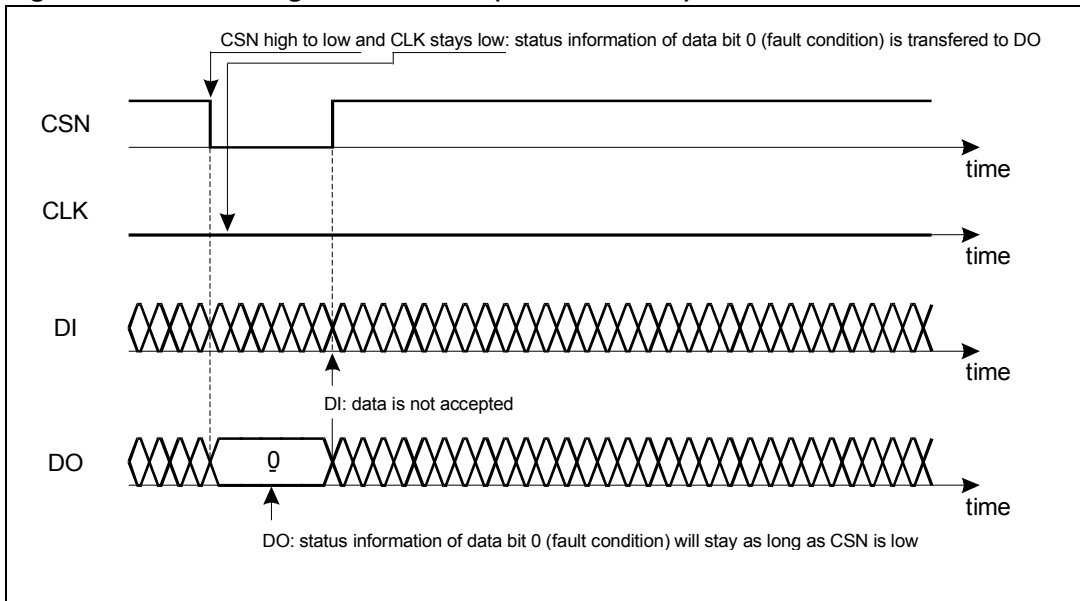 CSN high to low and CLK stays low: status information of data bit 0 (fault condition) is transfered to DO
CSN
time
CLK
time
DI
time
DI: data is not accepted
DO
0
time
DO: status information of data bit 0 (fault condition) will stay as long as CSN is low